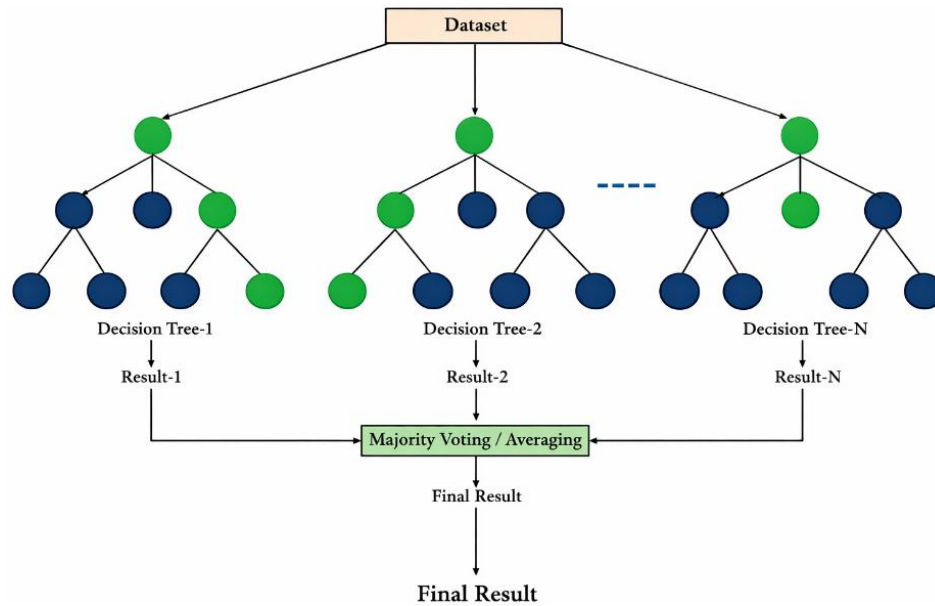 Dataset
Decision Tree-1
Decision Tree-2
Decision Tree-N
Result-1
Result-2
Result-N
Majority Voting / Averaging
Final Result
Final Result